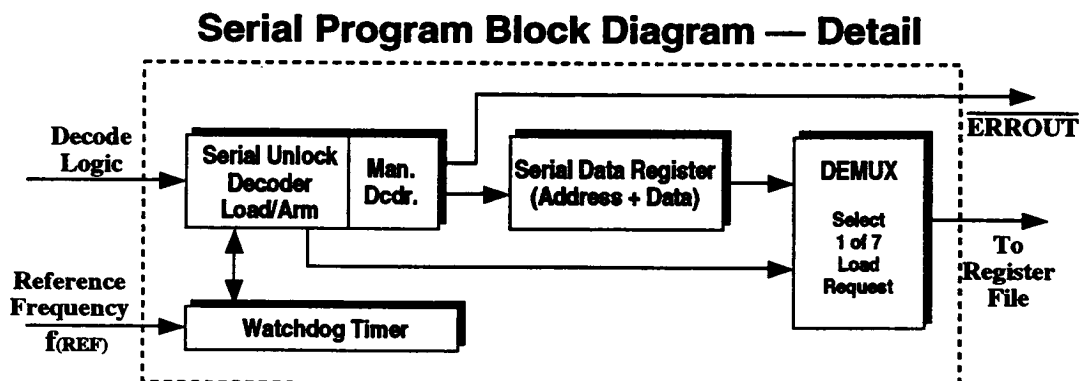 Serial Program Block Diagram — Detail
Decode
Logic
Serial Unlock
Decoder
Load/Arm
Man.
Dcdr.
Serial Data Register
(Address + Data)
DEMUX
Select
1 of 7
Load
Request
ERROUT
To
Register
File
Reference
Frequency
f(REF)
Watchdog Timer